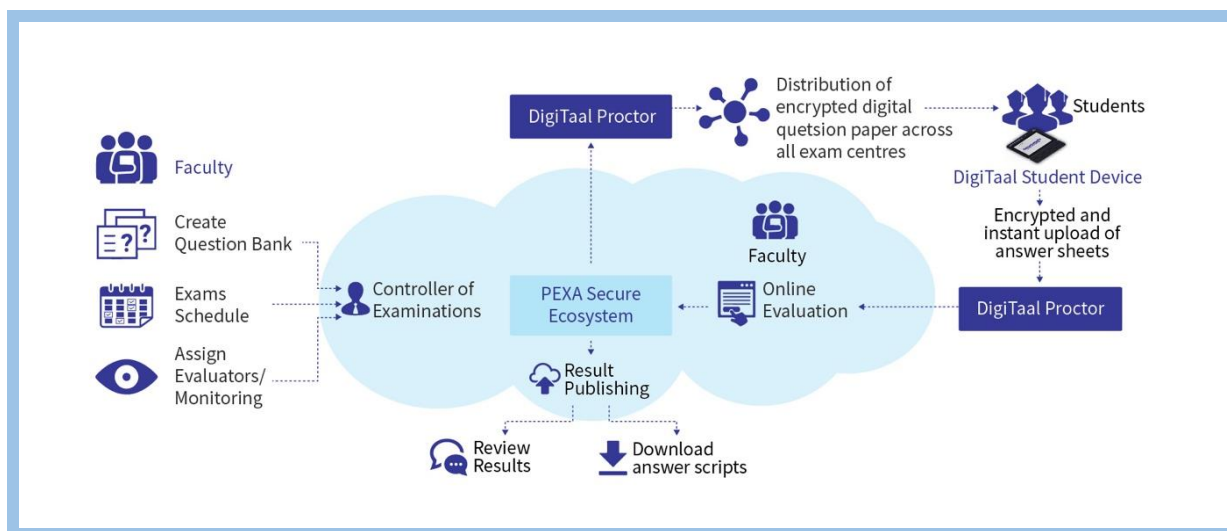 Faculty
Create
Question Bank
Exams
Schedule
Assign
Evaluators/
Monitoring
Controller of
Examinations
DigiTaal Proctor
Distribution of
encrypted digital
quetsion paper across
all exam centres
Students
DigiTaal Student Device
Encrypted and
instant upload of
answer sheets
DigiTaal Proctor
Faculty
Online
Evaluation
PEXA Secure
Ecosystem
Result
Publishing
Review
Results
Download
answer scripts